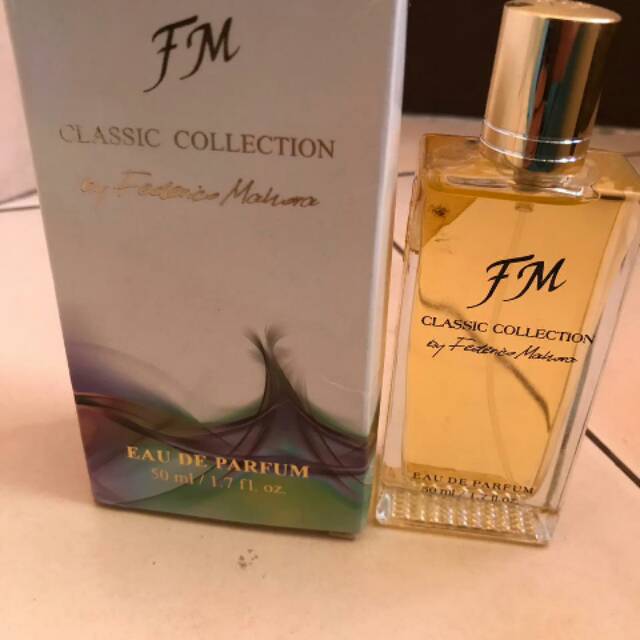 FM
CLASSIC COLLECTION
by Federico Mahora
EAU DE PARFUM
50 ml / 1.7 fl. oz.
FM
CLASSIC COLLECTION
by Federico Mahora
EAU DE PARFUM
50 ml / 1.7 fl. oz.